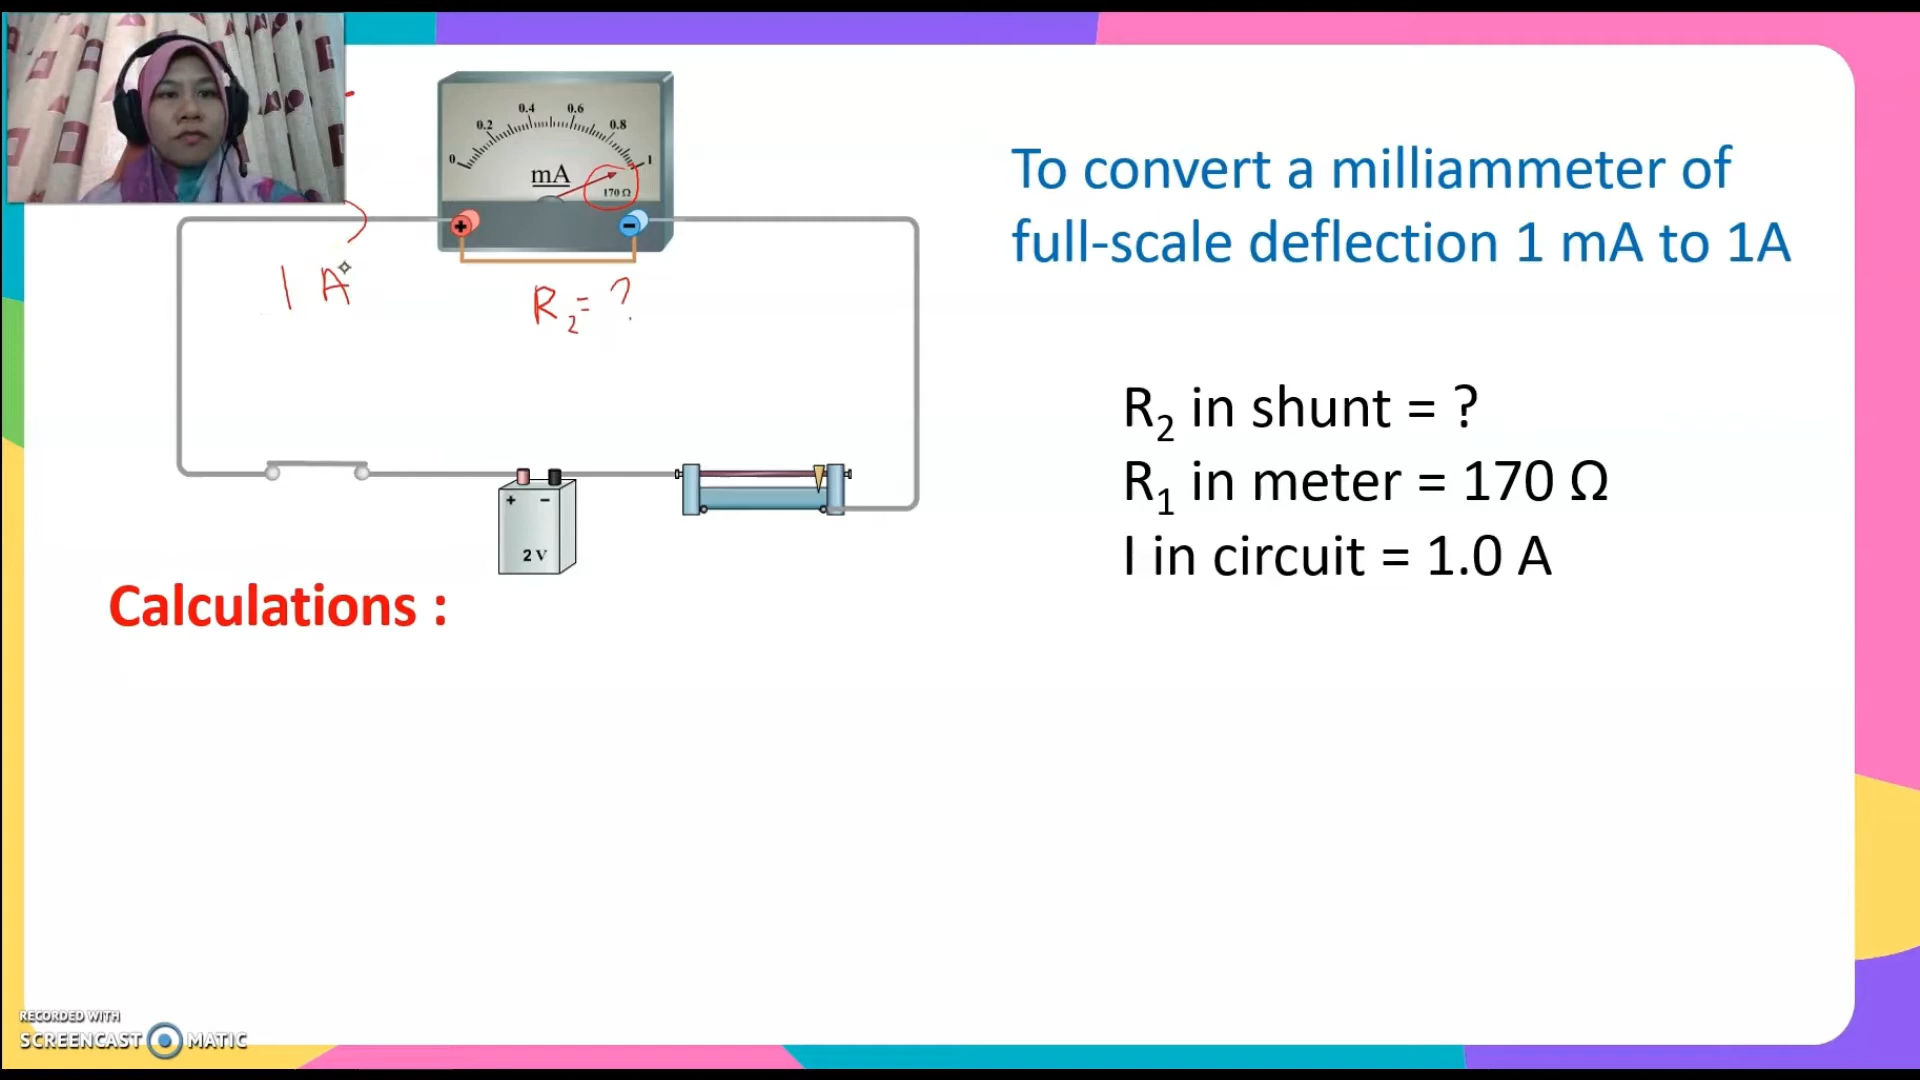 0 0.2 0.4 0.6 0.8 1
mA
170 Ω
+ −
1 A
R2 = ?
+ −
2 V
To convert a milliammeter of
full-scale deflection 1 mA to 1A
R2 in shunt = ?
R1 in meter = 170 Ω
I in circuit = 1.0 A
Calculations :
RECORDED WITH
SCREENCAST MATIC